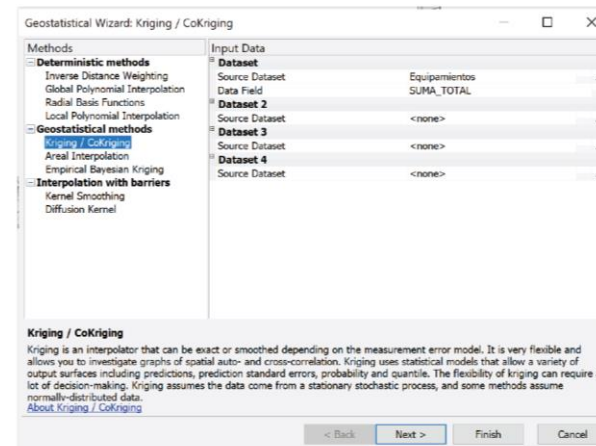 Geostatistical Wizard: Kriging / CoKriging
Methods
Deterministic methods
Inverse Distance Weighting
Global Polynomial Interpolation
Radial Basis Functions
Local Polynomial Interpolation
Geostatistical methods
Kriging / CoKriging
Areal Interpolation
Empirical Bayesian Kriging
Interpolation with barriers
Kernel Smoothing
Diffusion Kernel
Input Data
Dataset
Source Dataset Equipamientos
Data Field SUMA_TOTAL
Dataset 2
Source Dataset <none>
Dataset 3
Source Dataset <none>
Dataset 4
Source Dataset <none>
Kriging / CoKriging
Kriging is an interpolator that can be exact or smoothed depending on the measurement error model. It is very flexible and
allows you to investigate graphs of spatial auto- and cross-correlation. Kriging uses statistical models that allow a variety of
output surfaces including predictions, prediction standard errors, probability and quantile. The flexibility of kriging can require
lot of decision-making. Kriging assumes the data come from a stationary stochastic process, and some methods assume
normally-distributed data.
About Kriging / CoKriging
< Back Next > Finish Cancel